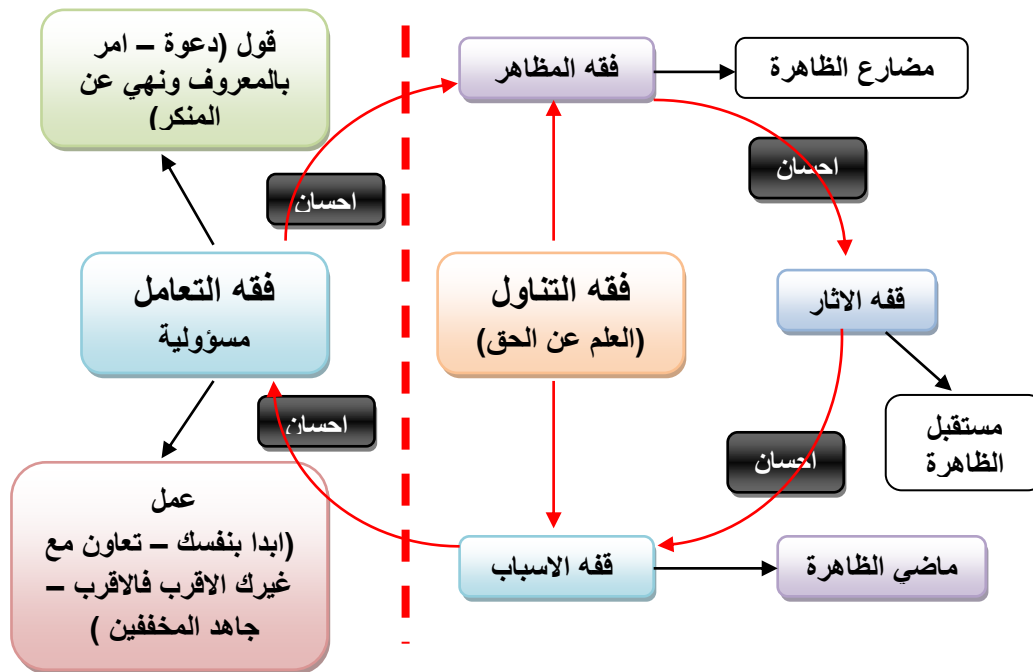 فقه المظاهر
مضارع الظاهرة
احسان
قفه الاثار
مستقبل
الظاهرة
احسان
قفه الاسباب
ماضي الظاهرة
فقه التناول
(العلم عن الحق)
احسان
فقه التعامل
مسؤولية
احسان
قول (دعوة – امر
بالمعروف ونهي عن
المنكر)
عمل
(ابدا بنفسك – تعاون مع
غيرك الاقرب فالاقرب –
جاهد المخففين )